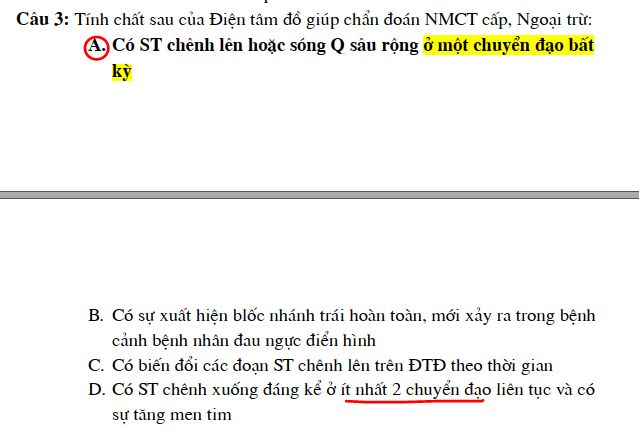 Câu 3: Tính chất sau của Điện tâm đồ giúp chẩn đoán NMCT cấp, Ngoại trừ:
A. Có ST chênh lên hoặc sóng Q sâu rộng ở một chuyển đạo bất
kỳ
B. Có sự xuất hiện blốc nhánh trái hoàn toàn, mới xảy ra trong bệnh
cảnh bệnh nhân đau ngực điển hình
C. Có biến đổi các đoạn ST chênh lên trên ĐTĐ theo thời gian
D. Có ST chênh xuống đáng kể ở ít nhất 2 chuyển đạo liên tục và có
sự tăng men tim